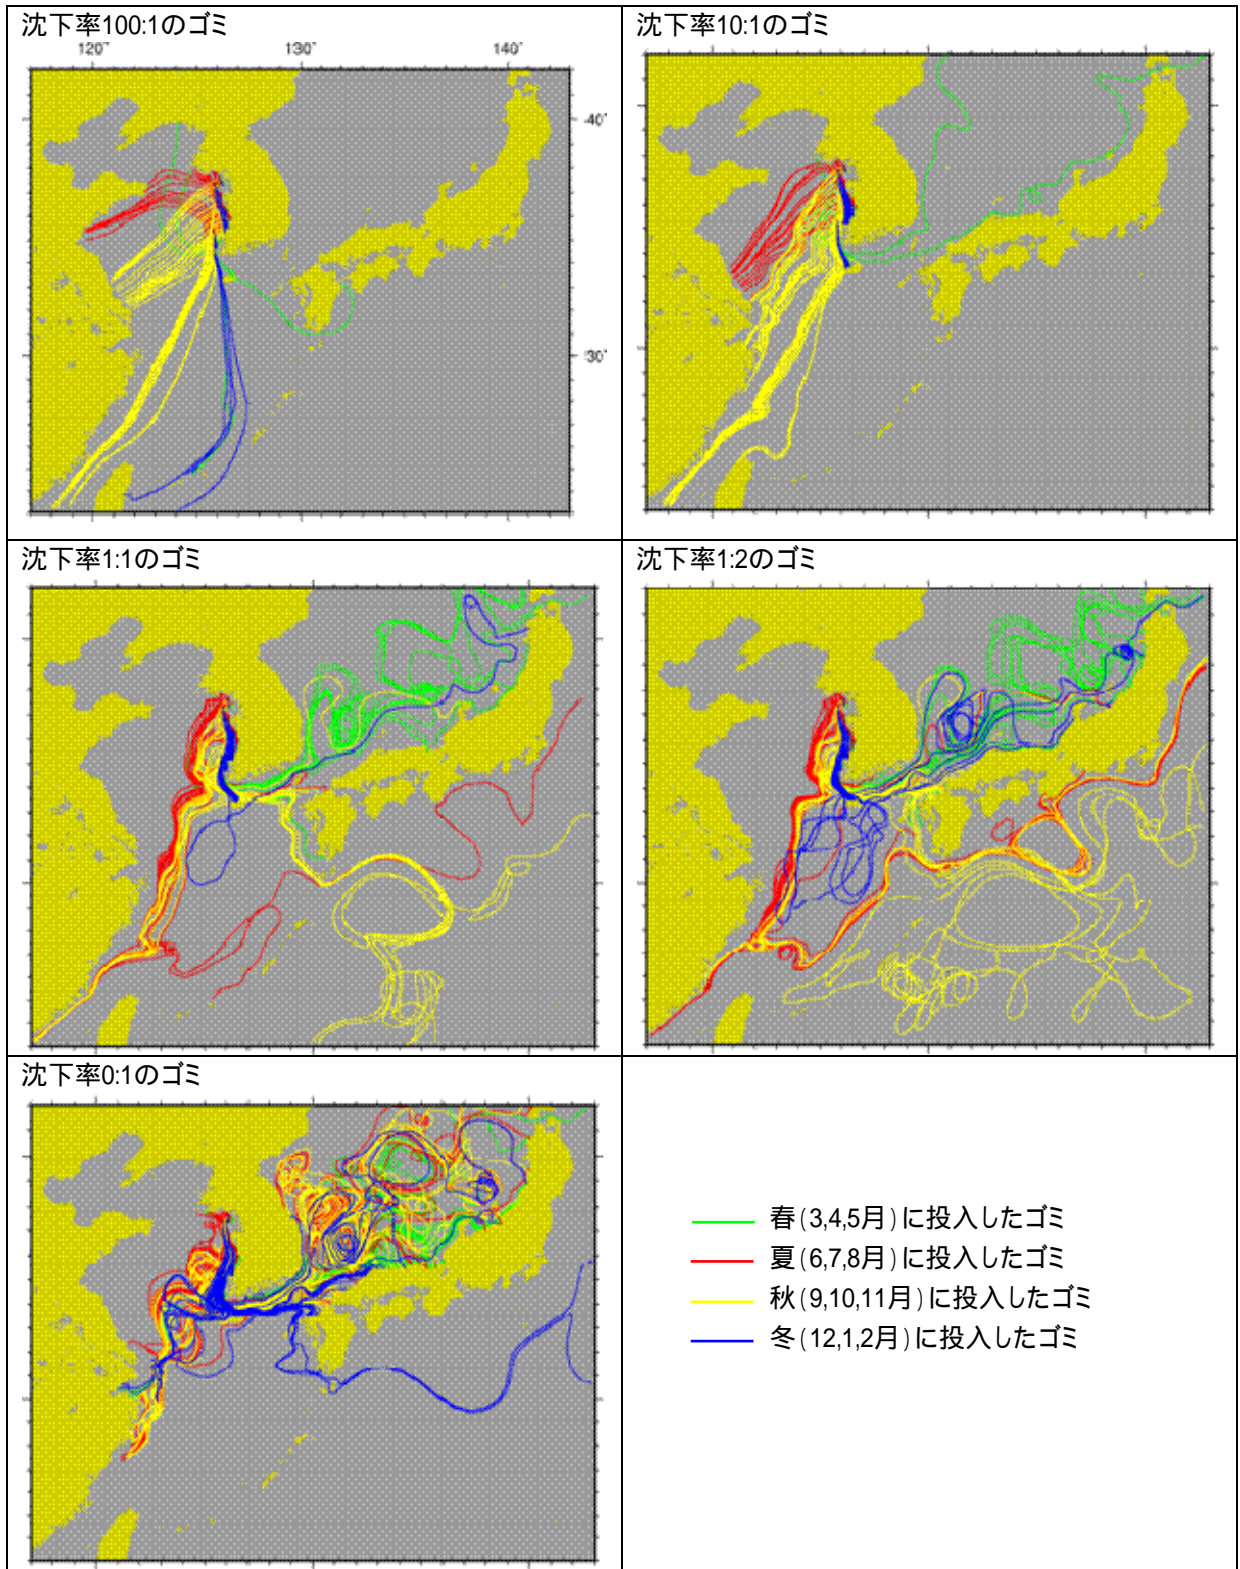 沈下率100:1のゴミ
120°
130°
140°
40°
30°
沈下率10:1のゴミ
沈下率1:1のゴミ
沈下率1:2のゴミ
沈下率0:1のゴミ
春(3,4,5月)に投入したゴミ
夏(6,7,8月)に投入したゴミ
秋(9,10,11月)に投入したゴミ
冬(12,1,2月)に投入したゴミ